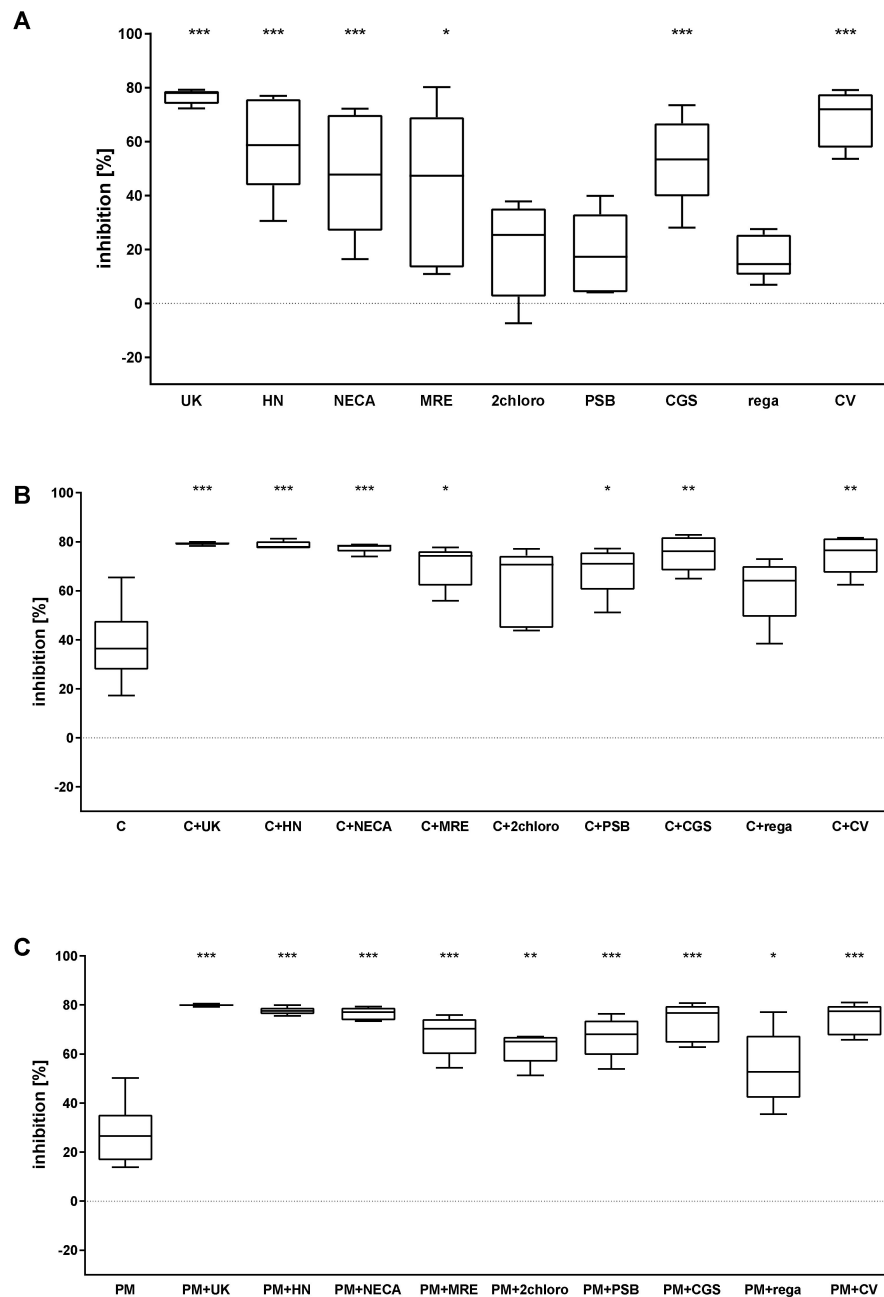 A
*** *** *** * *** ***
100
80
60
40
20
0
-20
inhibition [%]
UK HN NECA MRE 2chloro PSB CGS rega CV
B
*** *** *** * * ** **
100
80
60
40
20
0
-20
inhibition [%]
C C+UK C+HN C+NECA C+MRE C+2chloro C+PSB C+CGS C+rega C+CV
C
*** *** *** *** ** *** *** * ***
100
80
60
40
20
0
-20
inhibition [%]
PM PM+UK PM+HN PM+NECA PM+MRE PM+2chloro PM+PSB PM+CGS PM+rega PM+CV